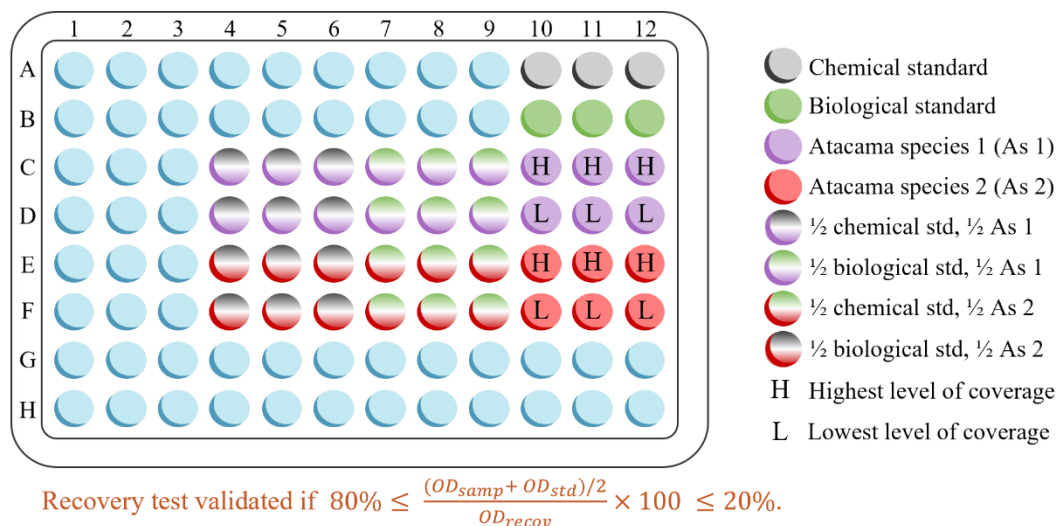 1 2 3 4 5 6 7 8 9 10 11 12
A
B
C H H H
D L L L
E H H H
F L L L
G
H
Chemical standard
Biological standard
Atacama species 1 (As 1)
Atacama species 2 (As 2)
½ chemical std, ½ As 1
½ biological std, ½ As 1
½ chemical std, ½ As 2
½ biological std, ½ As 2
H Highest level of coverage
L Lowest level of coverage
Recovery test validated if 80% ≤ (OD_samp + OD_std)/2 / OD_recov × 100 ≤ 20%.